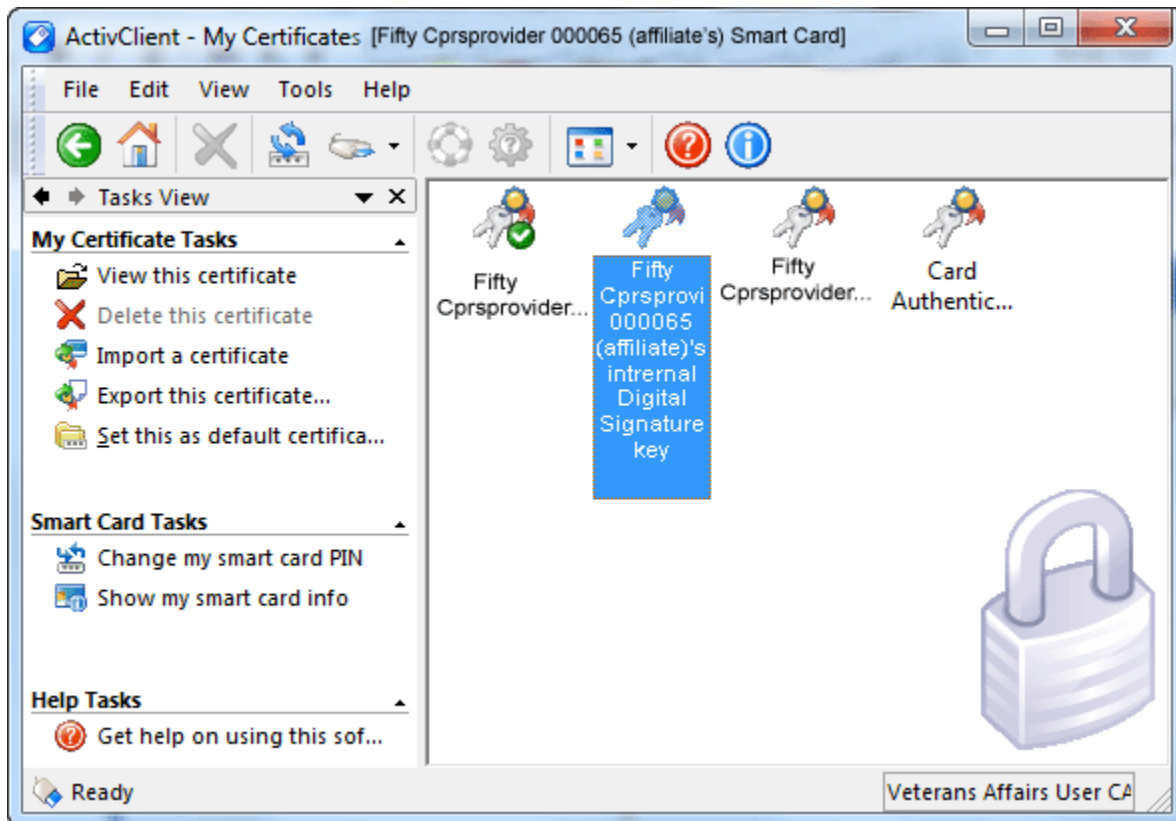 ActivClient - My Certificates [Fifty Cprsprovider 000065 (affiliate's) Smart Card]
File Edit View Tools Help
Tasks View
My Certificate Tasks
View this certificate
Delete this certificate
Import a certificate
Export this certificate...
Set this as default certifica...
Smart Card Tasks
Change my smart card PIN
Show my smart card info
Help Tasks
Get help on using this sof...
Fifty
Cprsprovider...
Fifty
Cprsprovi
000065
(affiliate)'s
intrernal
Digital
Signature
key
Fifty
Cprsprovider...
Card
Authentic...
Ready
Veterans Affairs User CA